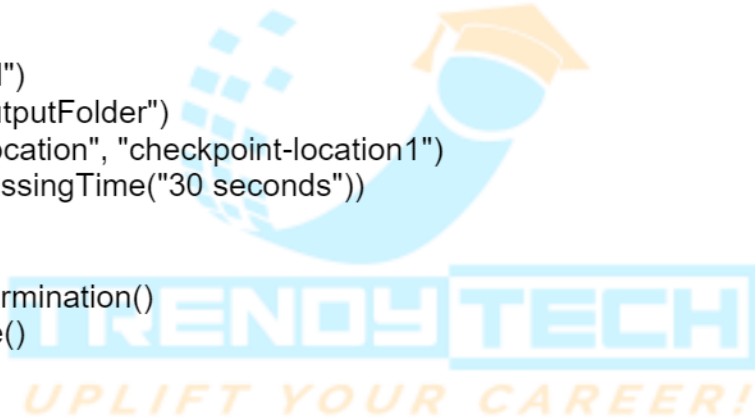 l")
utputFolder")
ocation", "checkpoint-location1")
ssingTime("30 seconds"))
rmination()
e()
TRENDYTECH
UPLIFT YOUR CAREER!